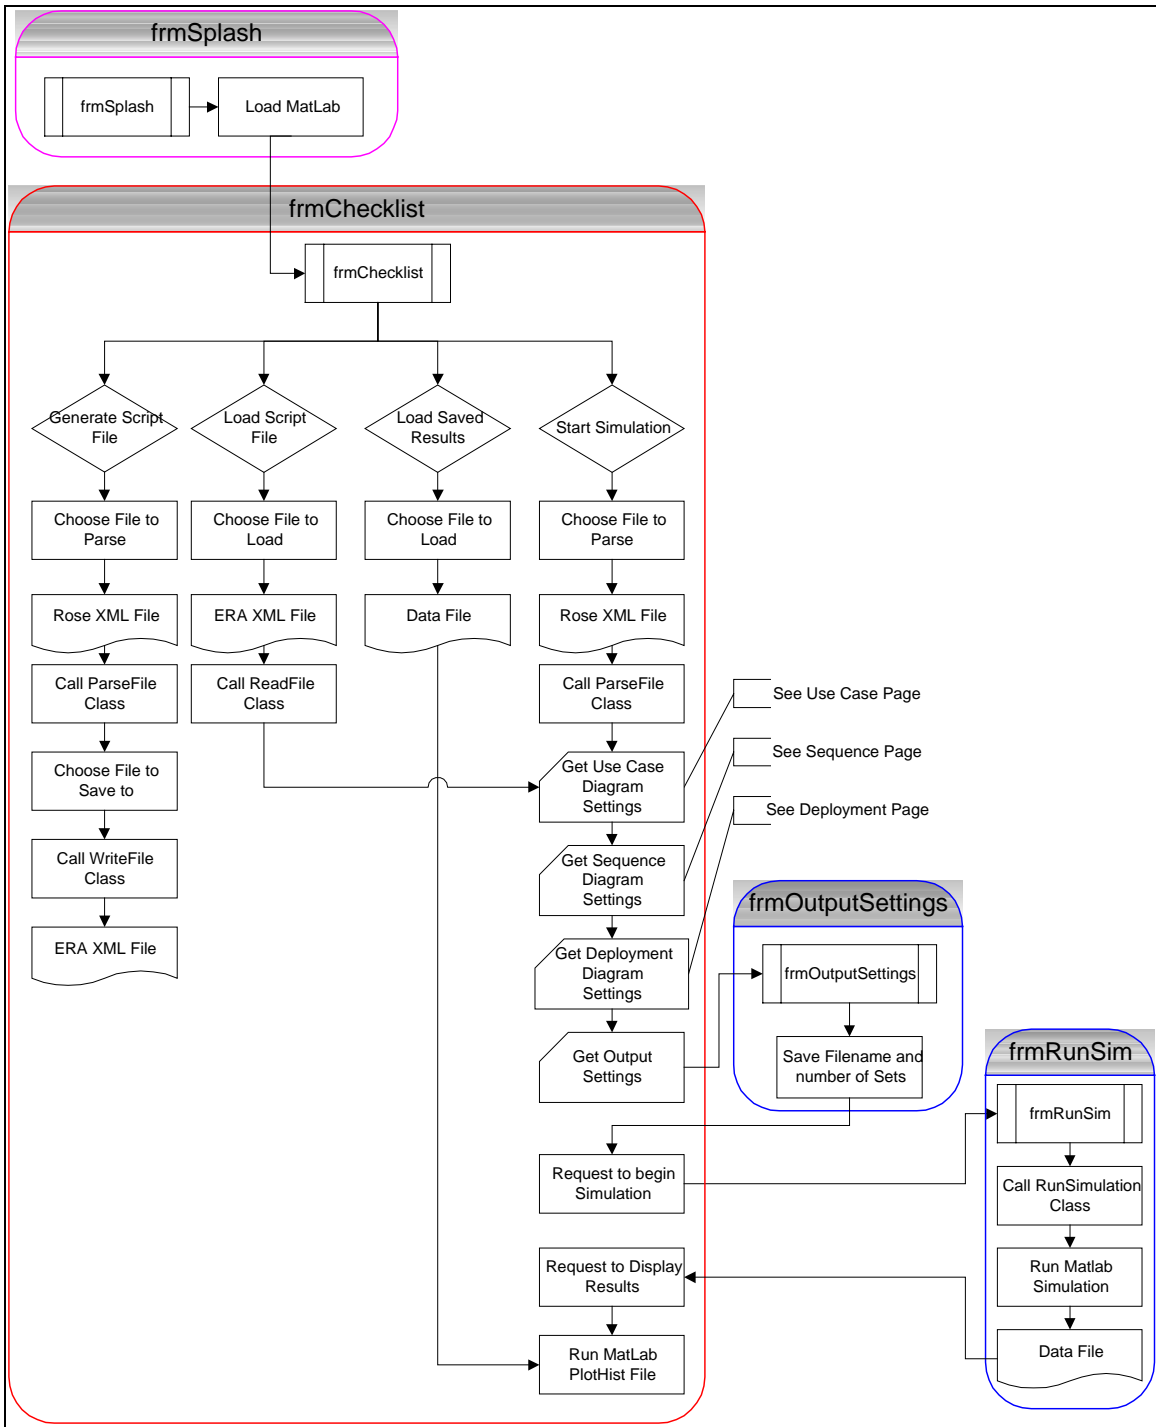 frmSplash
frmSplash
Load MatLab
frmChecklist
frmChecklist
Generate Script
File
Load Script
File
Load Saved
Results
Start Simulation
Choose File to
Parse
Choose File to
Load
Choose File to
Load
Choose File to
Parse
Rose XML File
ERA XML File
Data File
Rose XML File
Call ParseFile
Class
Call ReadFile
Class
Call ParseFile
Class
See Use Case Page
Choose File to
Save to
Get Use Case
Diagram
Settings
See Sequence Page
See Deployment Page
Call WriteFile
Class
Get Sequence
Diagram
Settings
ERA XML File
Get Deployment
Diagram
Settings
frmOutputSettings
frmOutputSettings
Get Output
Settings
Save Filename and
number of Sets
frmRunSim
frmRunSim
Request to begin
Simulation
Call RunSimulation
Class
Request to Display
Results
Run Matlab
Simulation
Run MatLab
PlotHist File
Data File